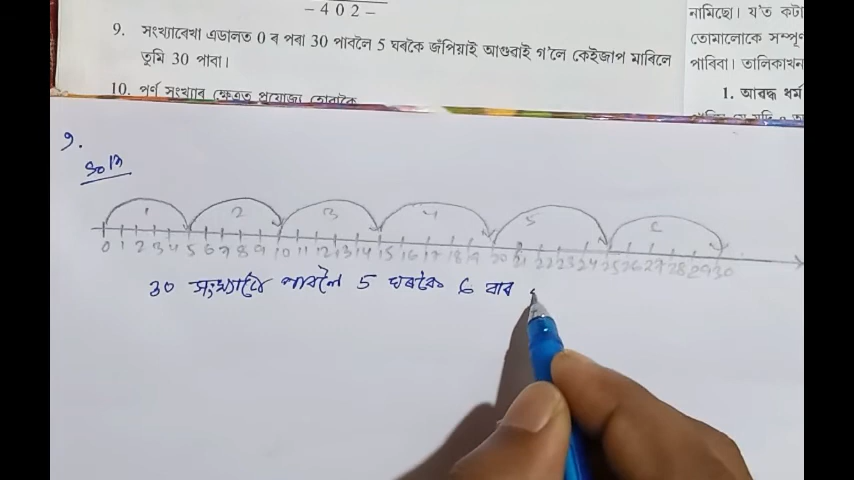 -402-
9. সংখ্যাৰেখা এডালত 0 ৰ পৰা 30 পাবলৈ 5 ঘৰকৈ জঁপিয়াই আগুৱাই গ'লে কেইজাপ মাৰিলে
তুমি 30 পাবা।
10. পূৰ্ণ সংখ্যাৰ ক্ষেত্ৰত প্ৰযোজ্য
নামিছো। য'ত কটা
তোমালোকে সম্পূৰ্
পাৰিবা। তালিকাখন
1. আবদ্ধ ধৰ্ম
9.
Soln
1 2 3 4 5 6
0 1 2 3 4 5 6 7 8 9 10 11 12 13 14 15 16 17 18 19 20 21 22 23 24 25 26 27 28 29 30
30 সংখ্যাটো পাবলৈ 5 ঘৰকৈ 6 বাৰ